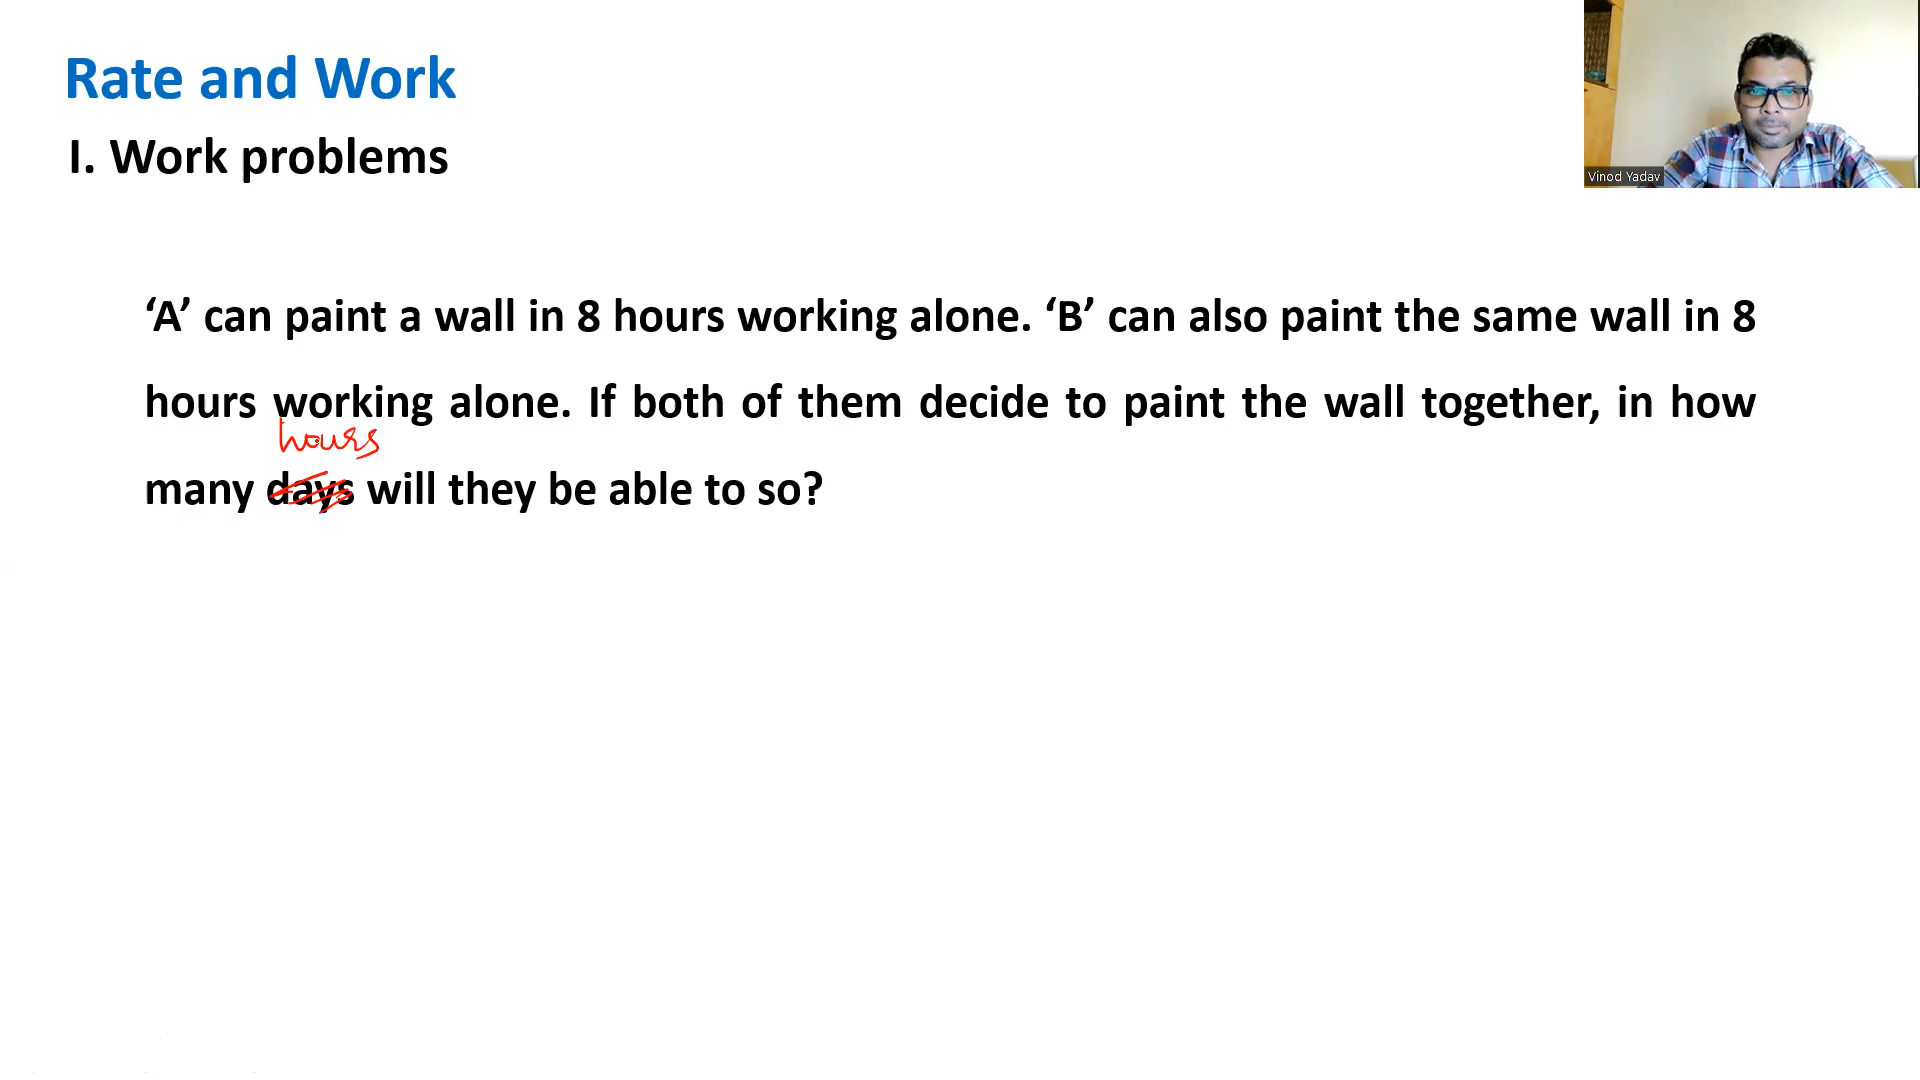 Rate and Work
I. Work problems
Vinod Yadav
‘A’ can paint a wall in 8 hours working alone. ‘B’ can also paint the same wall in 8
hours working alone. If both of them decide to paint the wall together, in how
hours
many days will they be able to so?